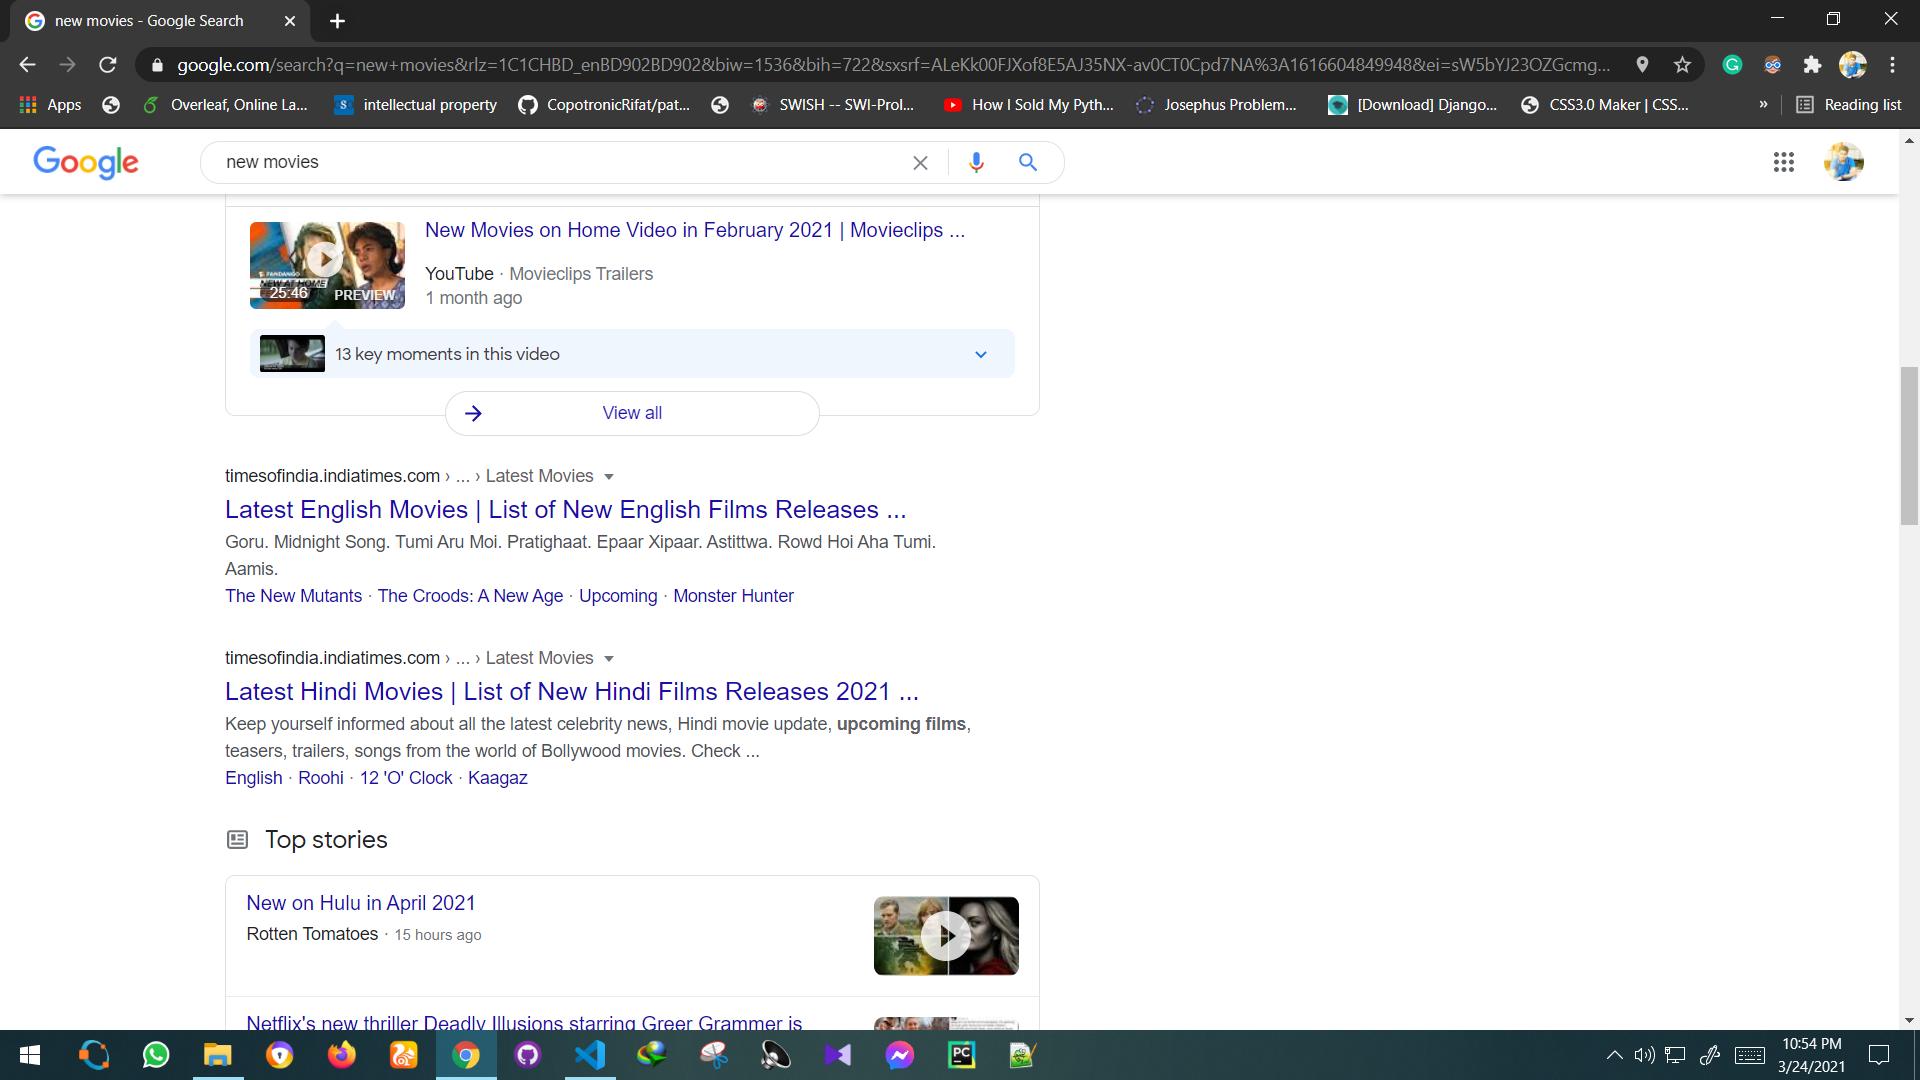 new movies - Google Search
google.com/search?q=new+movies&rlz=1C1CHBD_enBD902BD902&biw=1536&bih=722&sxsrf=ALeKk00FJXof8E5AJ35NX-av0CT0Cpd7NA%3A1616604849948&ei=sW5bYJ23OZGcmg...
Apps Overleaf, Online La... intellectual property CopotronicRifat/pat... SWISH -- SWI-Prol... How I Sold My Pyth... Josephus Problem... [Download] Django... CSS3.0 Maker | CSS... » Reading list
Google new movies
New Movies on Home Video in February 2021 | Movieclips ...
YouTube · Movieclips Trailers
1 month ago
FANDANGO
NEW AT HOME
25:46 PREVIEW
13 key moments in this video
View all
timesofindia.indiatimes.com › ... › Latest Movies
Latest English Movies | List of New English Films Releases ...
Goru. Midnight Song. Tumi Aru Moi. Pratighaat. Epaar Xipaar. Astittwa. Rowd Hoi Aha Tumi.
Aamis.
The New Mutants · The Croods: A New Age · Upcoming · Monster Hunter
timesofindia.indiatimes.com › ... › Latest Movies
Latest Hindi Movies | List of New Hindi Films Releases 2021 ...
Keep yourself informed about all the latest celebrity news, Hindi movie update, upcoming films,
teasers, trailers, songs from the world of Bollywood movies. Check ...
English · Roohi · 12 'O' Clock · Kaagaz
Top stories
New on Hulu in April 2021
Rotten Tomatoes · 15 hours ago
Netflix's new thriller Deadly Illusions starring Greer Grammer is
PC
10:54 PM
3/24/2021